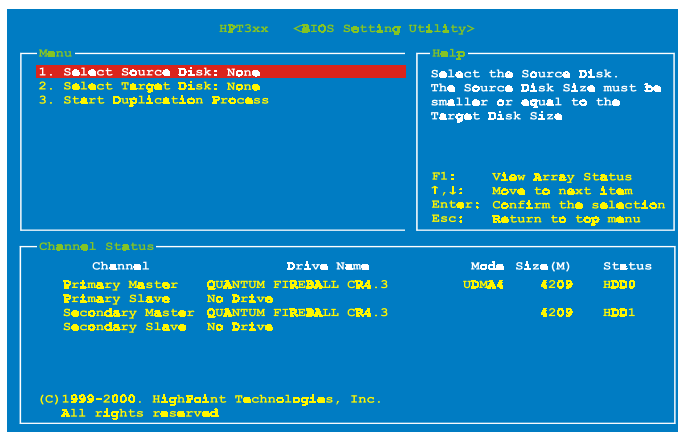 HPT3xx <BIOS Setting Utility>
Menu
1. Select Source Disk: None
2. Select Target Disk: None
3. Start Duplication Process
Help
Select the Source Disk.
The Source Disk Size must be
smaller or equal to the
Target Disk Size
F1: View Array Status
↑,↓: Move to next item
Enter: Confirm the selection
Esc: Return to top menu
Channel Status
Channel Drive Name Mode Size(M) Status
Primary Master QUANTUM FIREBALL CR4.3 UDMA4 4209 HDD0
Primary Slave No Drive
Secondary Master QUANTUM FIREBALL CR4.3 4209 HDD1
Secondary Slave No Drive
(C)1999-2000. HighPoint Technologies, Inc.
All rights reserved